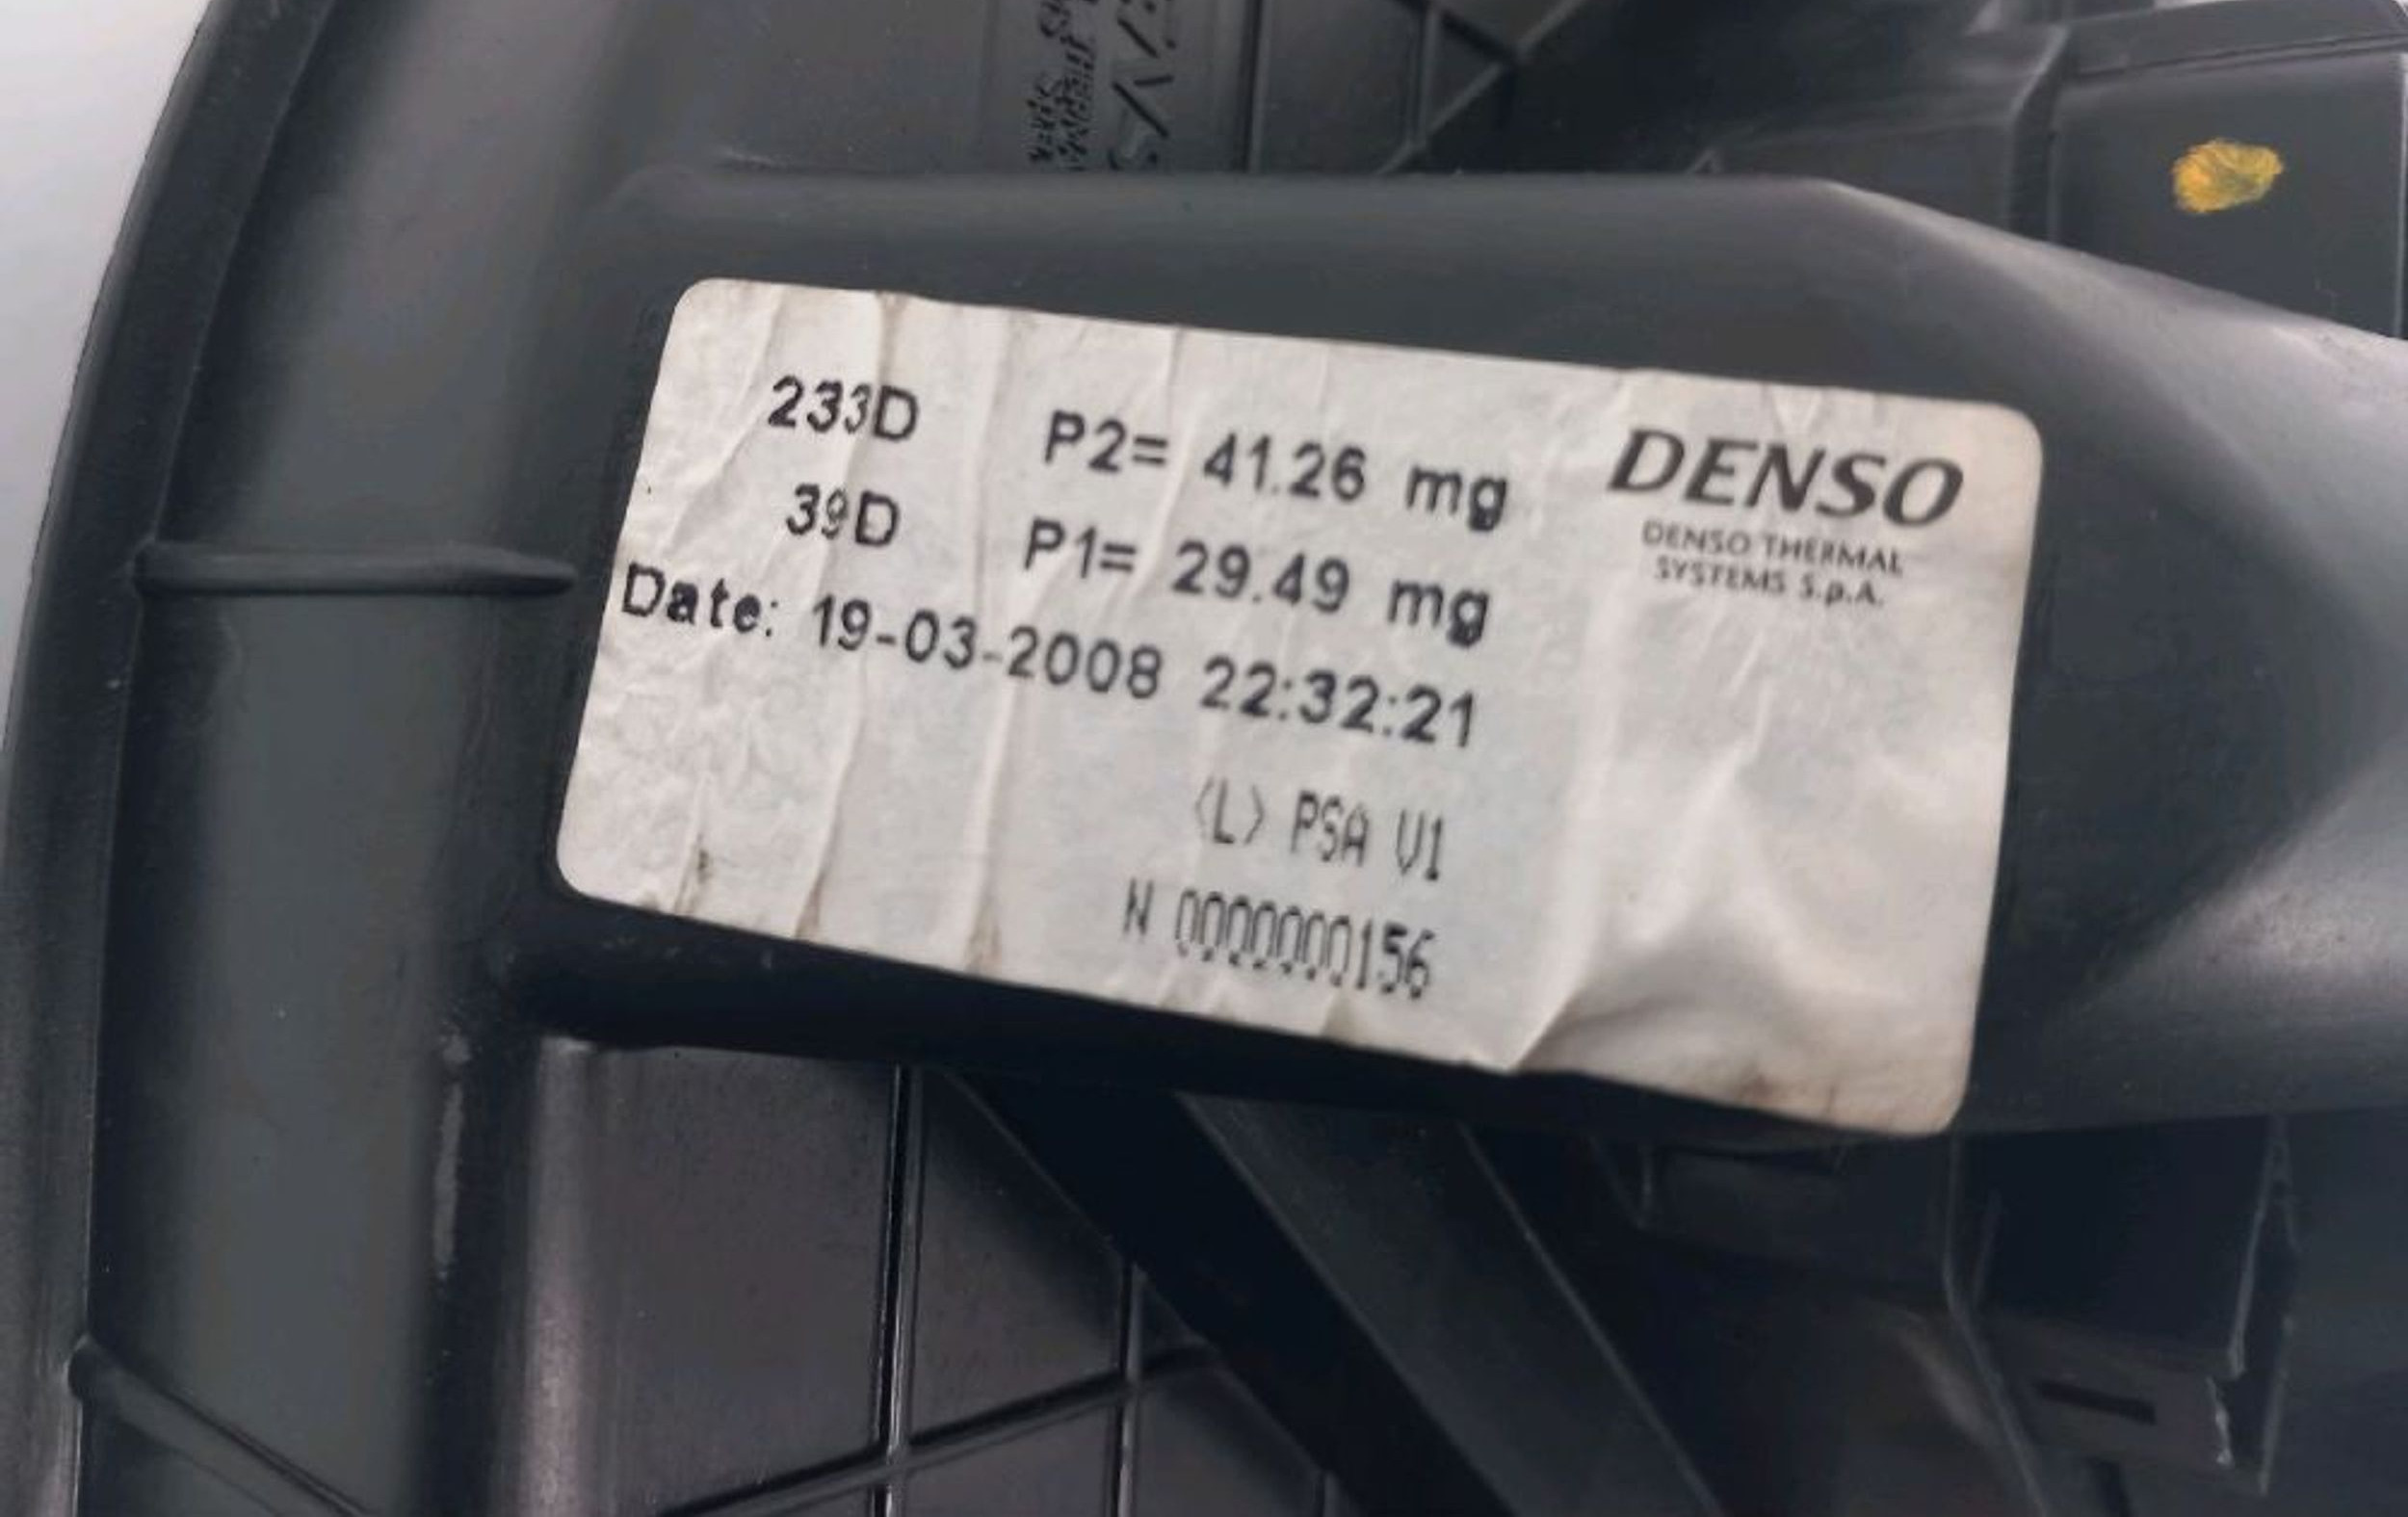 233D P2= 41.26 mg
39D P1= 29.49 mg
Date: 19-03-2008 22:32:21
DENSO
DENSO THERMAL
SYSTEMS S.p.A.
(L) PSA V1
N 0000000156